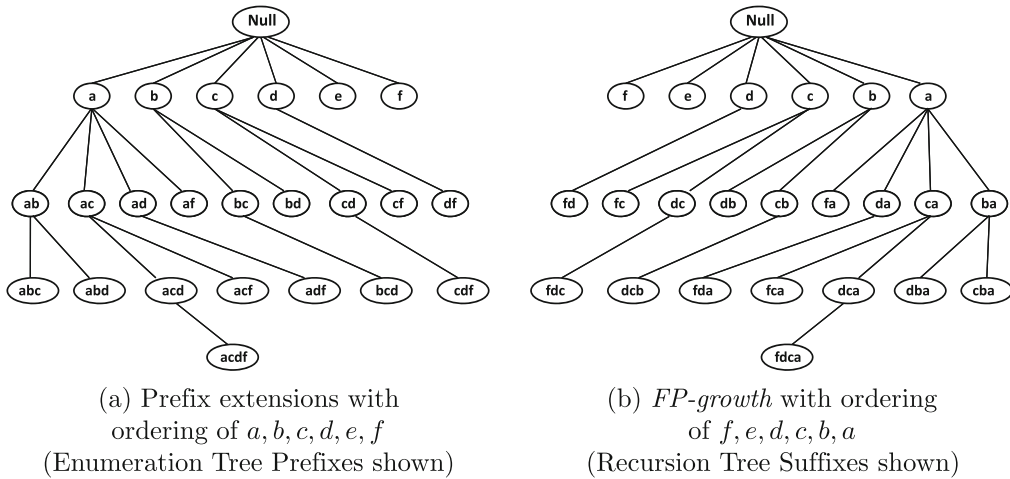 Null Null
a b c d e f f e d c b a
ab ac ad af bc bd cd cf df fd fc dc db cb fa da ca ba
abc abd acd acf adf bcd cdf fdc dcb fda fca dca dba cba
acdf fdca
(a) Prefix extensions with
ordering of a, b, c, d, e, f
(Enumeration Tree Prefixes shown)
(b) FP-growth with ordering
of f, e, d, c, b, a
(Recursion Tree Suffixes shown)